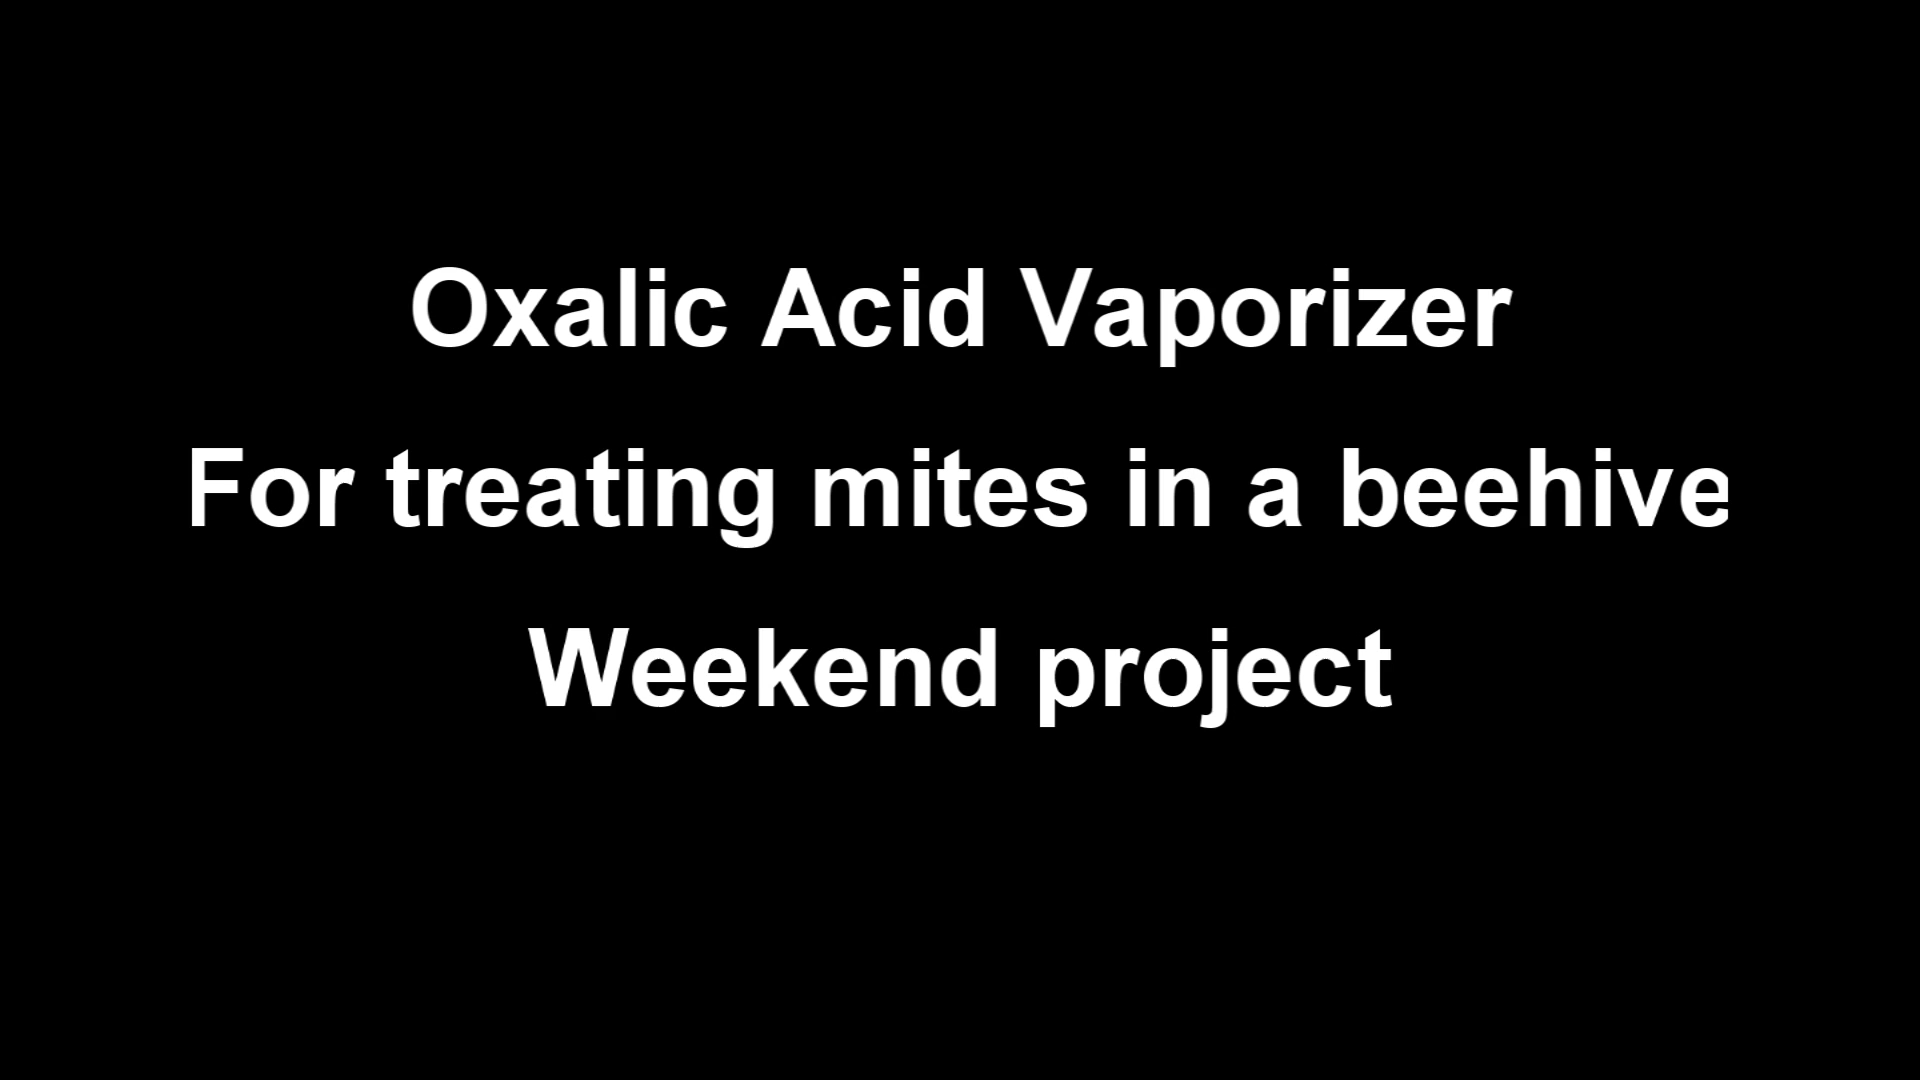 Oxalic Acid Vaporizer
For treating mites in a beehive
Weekend project